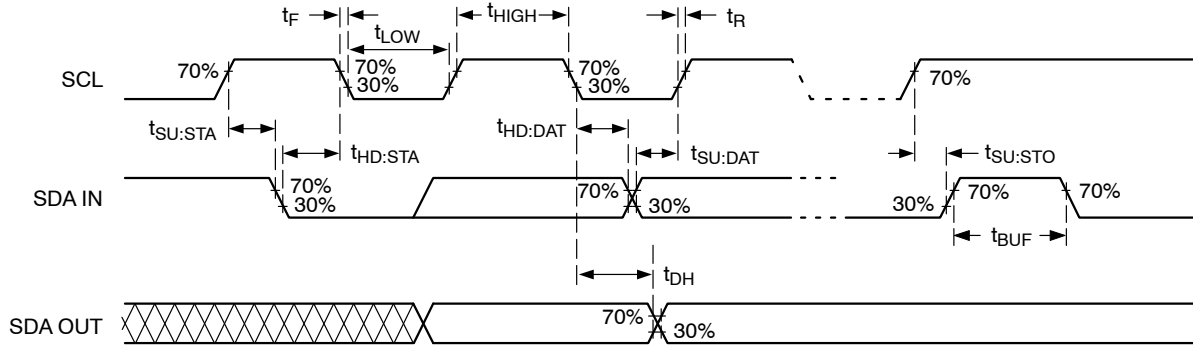 tF tHIGH tR
tLOW
SCL 70% 70% 30% 70% 30% 70%
tSU:STA tHD:STA tHD:DAT tSU:DAT tSU:STO
SDA IN 70% 30% 70% 30% 30% 70% 70%
tBUF
tDH
SDA OUT 70% 30%